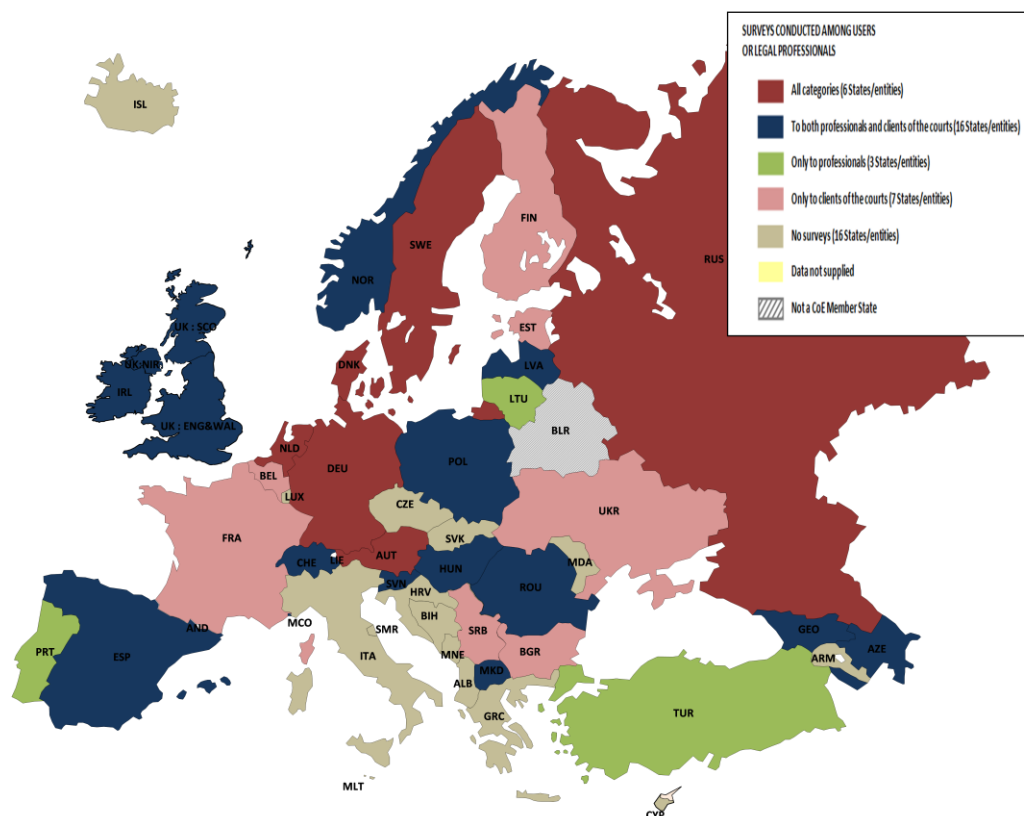 SURVEYS CONDUCTED AMONG USERS
OR LEGAL PROFESSIONALS
All categories (6 States/entities)
To both professionals and clients of the courts (16 States/entities)
Only to professionals (3 States/entities)
Only to clients of the courts (7 States/entities)
No surveys (16 States/entities)
Data not supplied
Not a CoE Member State
ISL
FIN
SWE
RUS
NOR
UK : SCO
EST
UK:NIR
DNK
LVA
IRL
LTU
UK : ENG&WAL
BLR
NLD
POL
DEU
BEL
LUX
CZE
UKR
FRA
SVK
AUT
CHE
LIE
MDA
HUN
SVN
ROU
HRV
BIH
MCO
AND
SMR
SRB
GEO
PRT
ESP
ITA
MNE
BGR
AZE
ARM
MKD
ALB
GRC
TUR
MLT
CYP